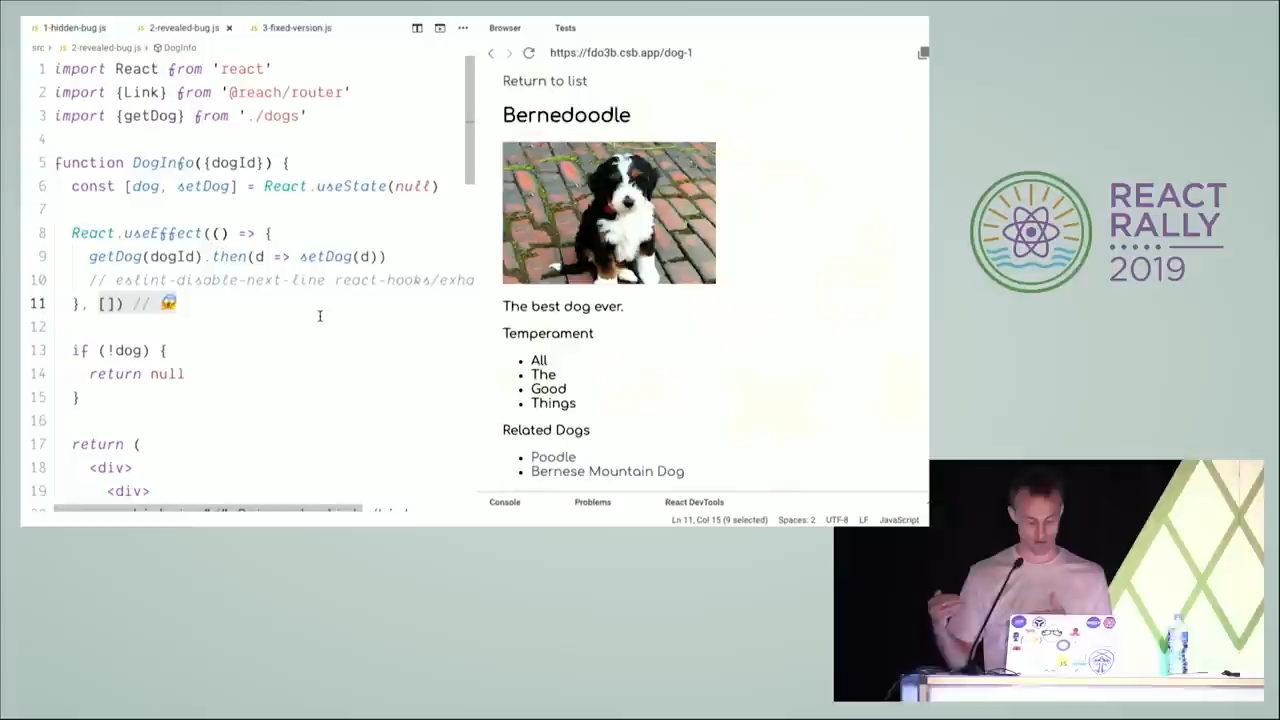 1-hidden-bug.js
2-revealed-bug.js
3-fixed-version.js
src > 2-revealed-bug.js > DogInfo
1 import React from 'react'
2 import {Link} from '@reach/router'
3 import {getDog} from './dogs'
4
5 function DogInfo({dogId}) {
6 const [dog, setDog] = React.useState(null)
7
8 React.useEffect(() => {
9 getDog(dogId).then(d => setDog(d))
10 // eslint-disable-next-line react-hooks/exha
11 }, []) // 😱
12
13 if (!dog) {
14 return null
15 }
16
17 return (
18 <div>
19 <div>
Browser
Tests
https://fdo3b.csb.app/dog-1
Return to list
Bernedoodle
The best dog ever.
Temperament
• All
• The
• Good
• Things
Related Dogs
• Poodle
• Bernese Mountain Dog
Console
Problems
React DevTools
Ln 11, Col 15 (9 selected) Spaces: 2 UTF-8 LF JavaScript
REACT
RALLY
2019